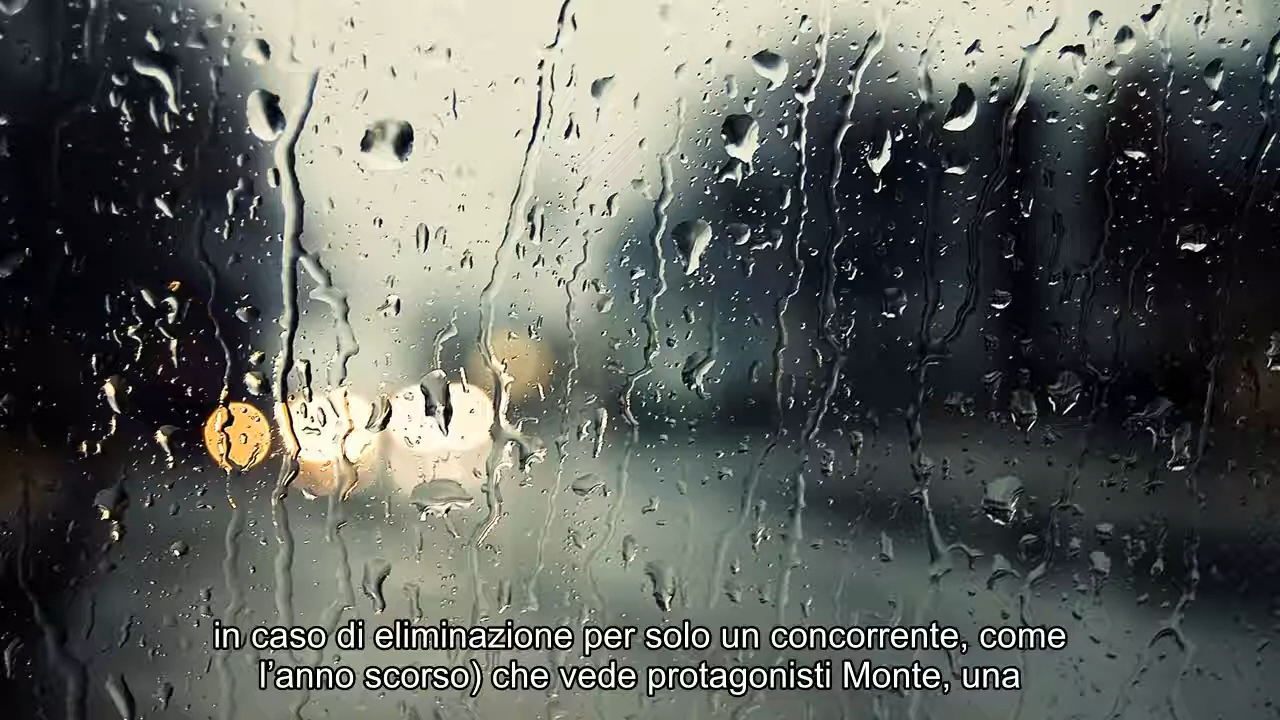 in caso di eliminazione per solo un concorrente, come
l’anno scorso) che vede protagonisti Monte, una